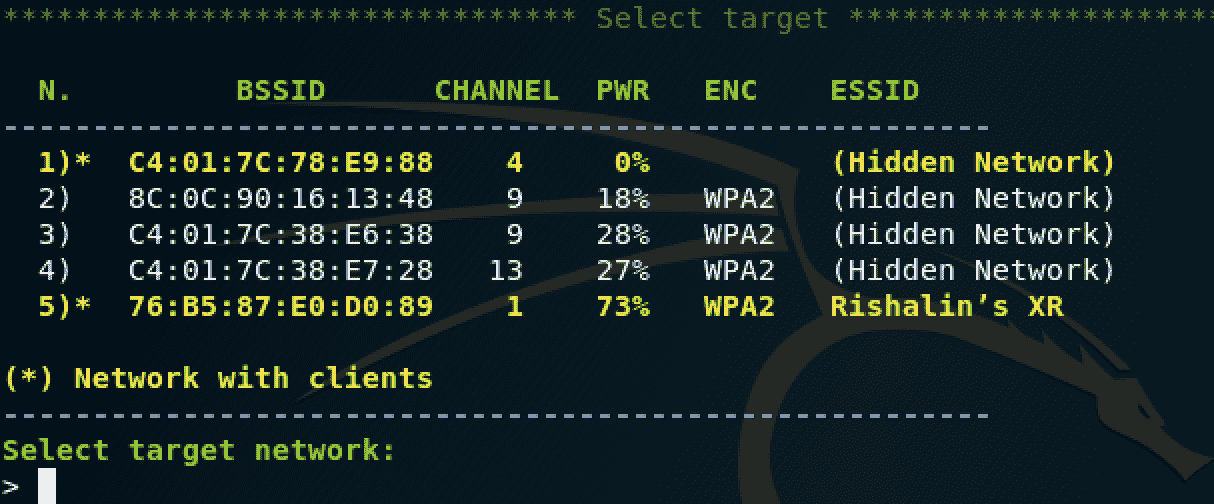 ******************************** Select target *********************
N. BSSID CHANNEL PWR ENC ESSID
-------------------------------------------------------
1)* C4:01:7C:78:E9:88 4 0% (Hidden Network)
2) 8C:0C:90:16:13:48 9 18% WPA2 (Hidden Network)
3) C4:01:7C:38:E6:38 9 28% WPA2 (Hidden Network)
4) C4:01:7C:38:E7:28 13 27% WPA2 (Hidden Network)
5)* 76:B5:87:E0:D0:89 1 73% WPA2 Rishalin’s XR
(*) Network with clients
-------------------------------------------------------
Select target network:
>